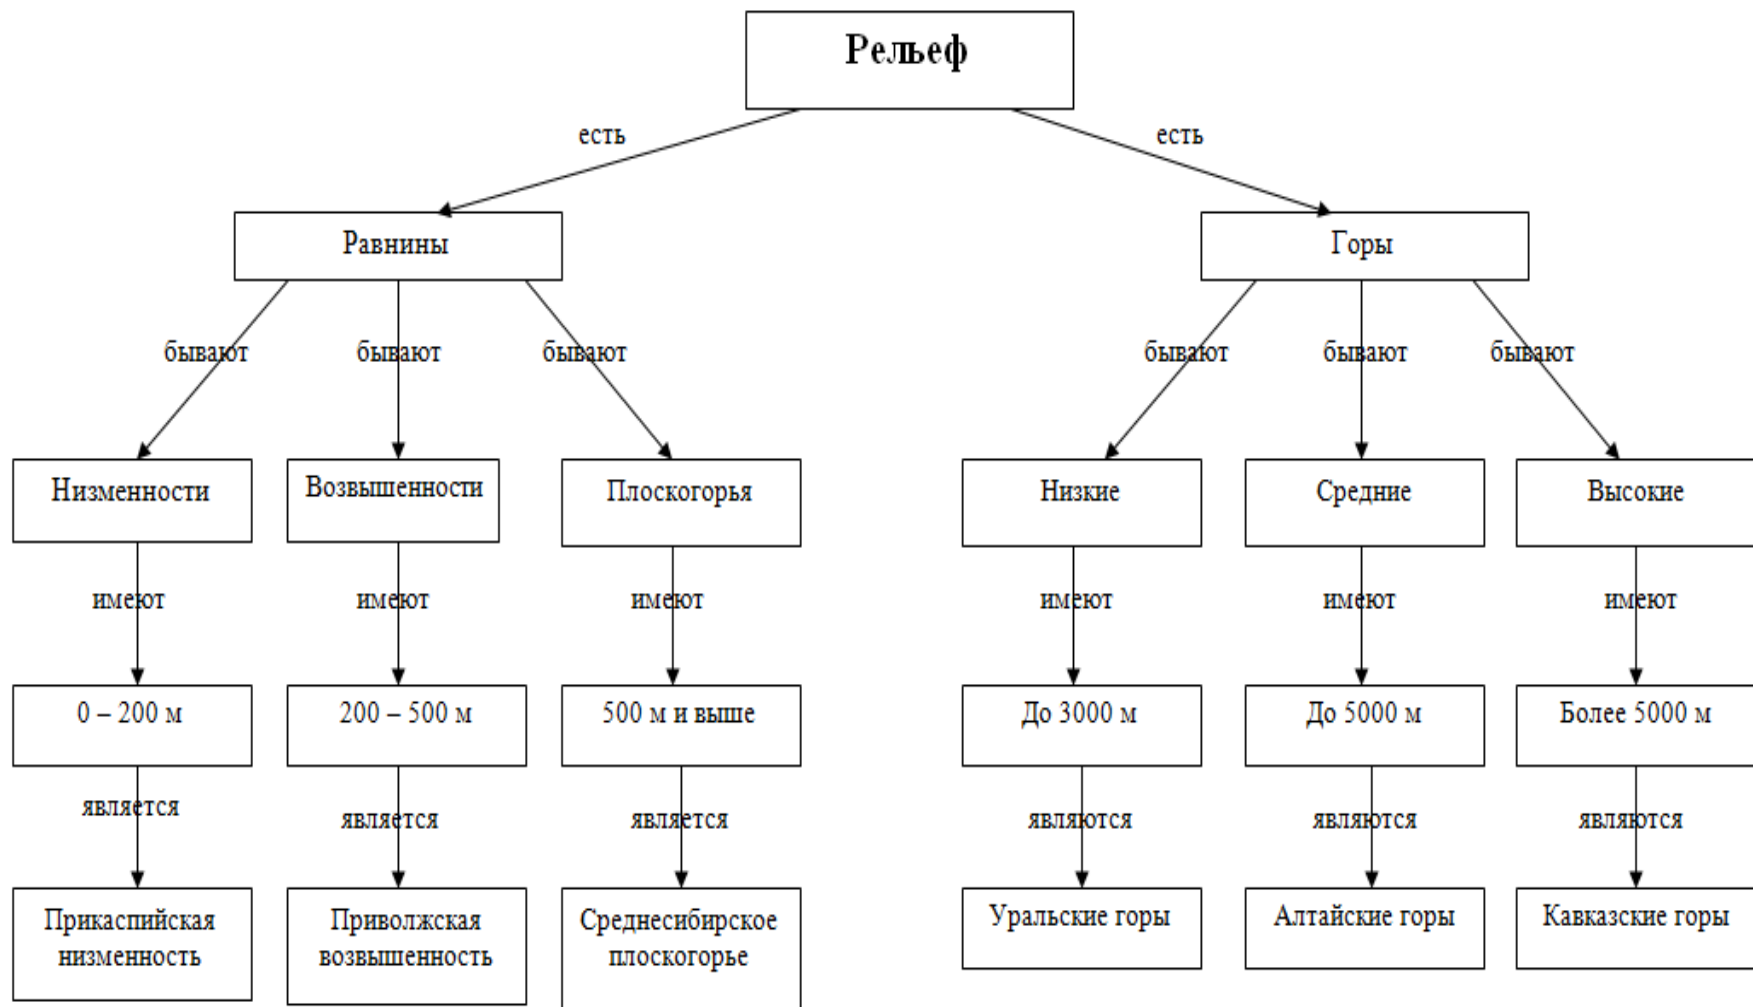 Рельеф
есть
есть
Равнины
Горы
бывают
бывают
бывают
бывают
бывают
бывают
Низменности
Возвышенности
Плоскогорья
Низкие
Средние
Высокие
имеют
имеют
имеют
имеют
имеют
имеют
0 – 200 м
200 – 500 м
500 м и выше
До 3000 м
До 5000 м
Более 5000 м
является
является
является
являются
являются
являются
Прикаспийская
низменность
Приволжская
возвышенность
Среднесибирское
плоскогорье
Уральские горы
Алтайские горы
Кавказские горы